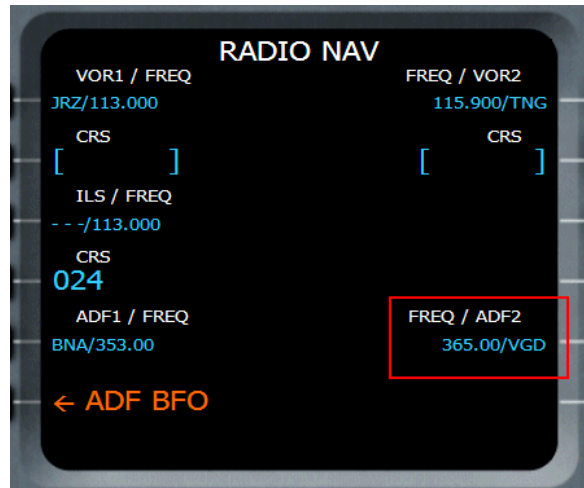 RADIO NAV
VOR1 / FREQ FREQ / VOR2
JRZ/113.000 115.900/TNG
CRS CRS
[ ] [ ]
ILS / FREQ
- - -/113.000
CRS
024
ADF1 / FREQ FREQ / ADF2
BNA/353.00 365.00/VGD
← ADF BFO